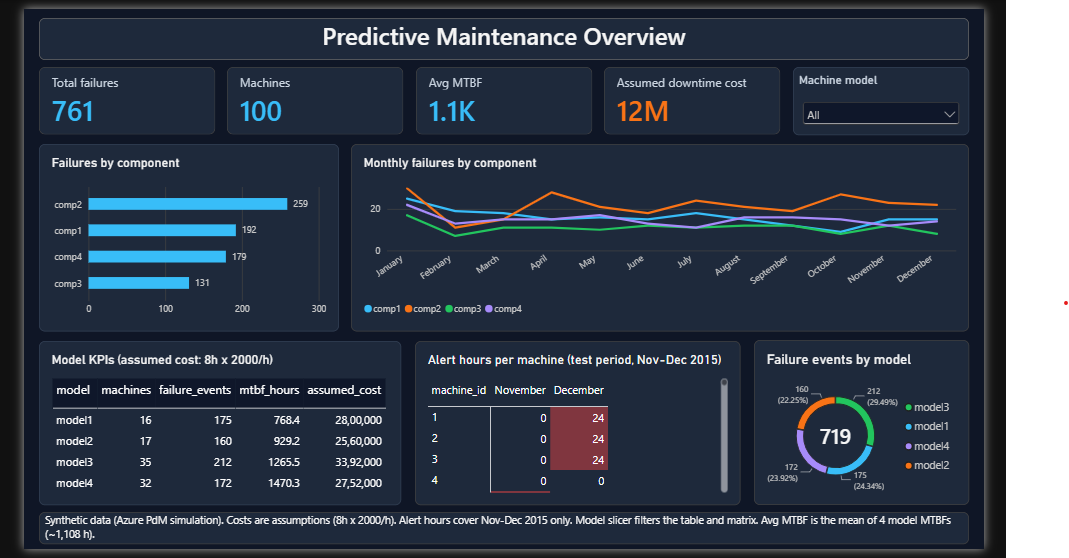 Predictive Maintenance Overview
Total failures
761
Machines
100
Avg MTBF
1.1K
Assumed downtime cost
12M
Machine model
All
Failures by component
comp2 259
comp1 192
comp4 179
comp3 131
0 100 200 300
Monthly failures by component
20
0
January February March April May June July August September October November December
comp1 comp2 comp3 comp4
Model KPIs (assumed cost: 8h x 2000/h)
model machines failure_events mtbf_hours assumed_cost
model1 16 175 768.4 28,00,000
model2 17 160 929.2 25,60,000
model3 35 212 1265.5 33,92,000
model4 32 172 1470.3 27,52,000
Alert hours per machine (test period, Nov-Dec 2015)
machine_id November December
1 0 24
2 0 24
3 0 24
4 0 0
Failure events by model
160
(22.25%)
212
(29.49%)
719
172
(23.92%)
175
(24.34%)
model3
model1
model4
model2
Synthetic data (Azure PdM simulation). Costs are assumptions (8h x 2000/h). Alert hours cover Nov-Dec 2015 only. Model slicer filters the table and matrix. Avg MTBF is the mean of 4 model MTBFs
(~1,108 h).